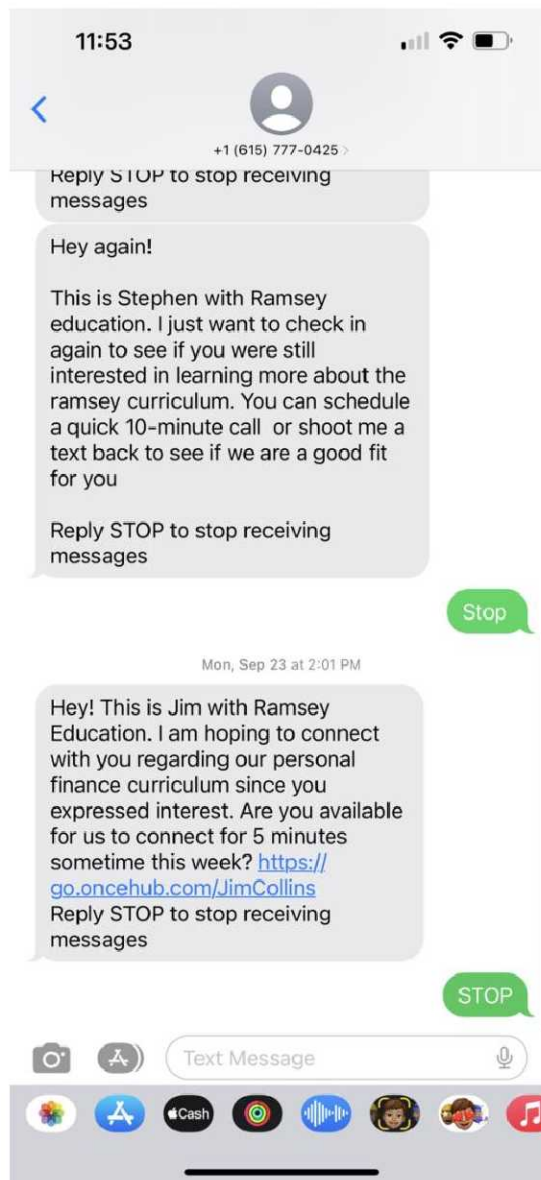 11:53
+1 (615) 777-0425 >
Reply STOP to stop receiving
messages
Hey again!
This is Stephen with Ramsey
education. I just want to check in
again to see if you were still
interested in learning more about the
ramsey curriculum. You can schedule
a quick 10-minute call  or shoot me a
text back to see if we are a good fit
for you
Reply STOP to stop receiving
messages
Stop
Mon, Sep 23 at 2:01 PM
Hey! This is Jim with Ramsey
Education. I am hoping to connect
with you regarding our personal
finance curriculum since you
expressed interest. Are you available
for us to connect for 5 minutes
sometime this week? https://
go.oncehub.com/JimCollins
Reply STOP to stop receiving
messages
STOP
Text Message
Cash